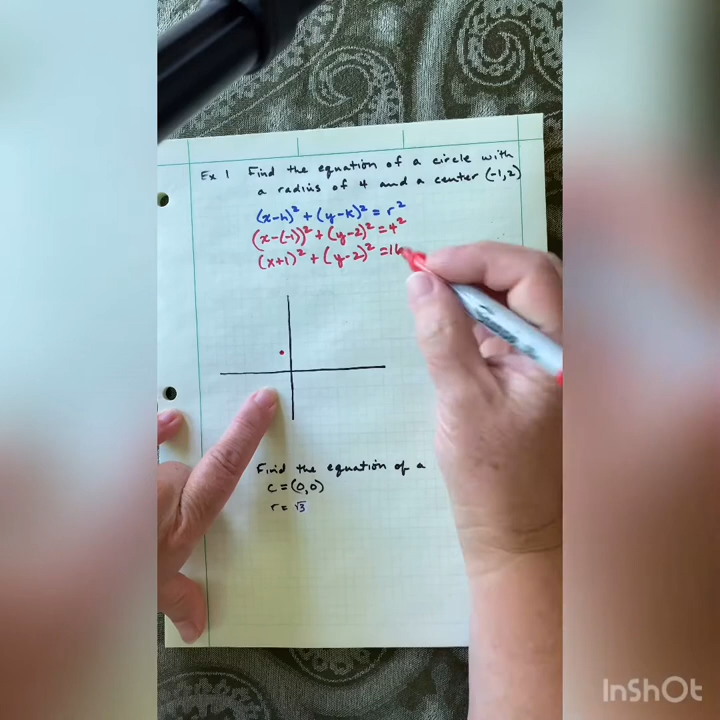 Ex 1 Find the equation of a circle with
a radius of 4 and a center (-1,2)
(x-h)² + (y-k)² = r²
(x-(-1))² + (y-2)² = 4²
(x+1)² + (y-2)² = 16
Find the equation of a
c = (0,0)
r = √3
InShOt